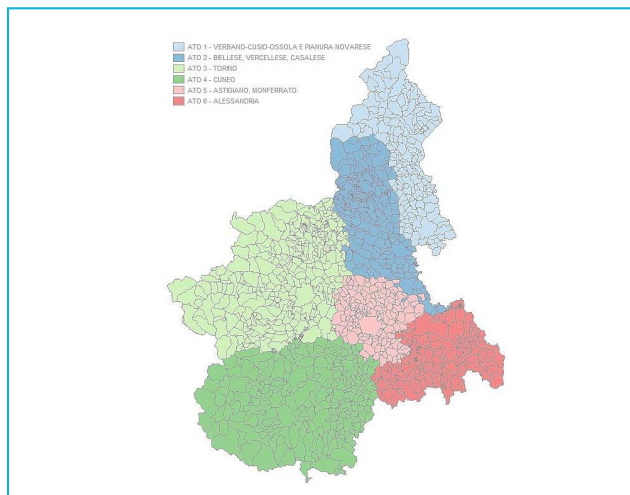 ATO 1 - VERBANO-CUSIO-OSSOLA E PIANURA NOVARESE
ATO 2 - BIELLESE, VERCELLESE, CASALESE
ATO 3 - TORINO
ATO 4 - CUNEO
ATO 5 - ASTIGIANO, MONFERRATO
ATO 6 - ALESSANDRIA